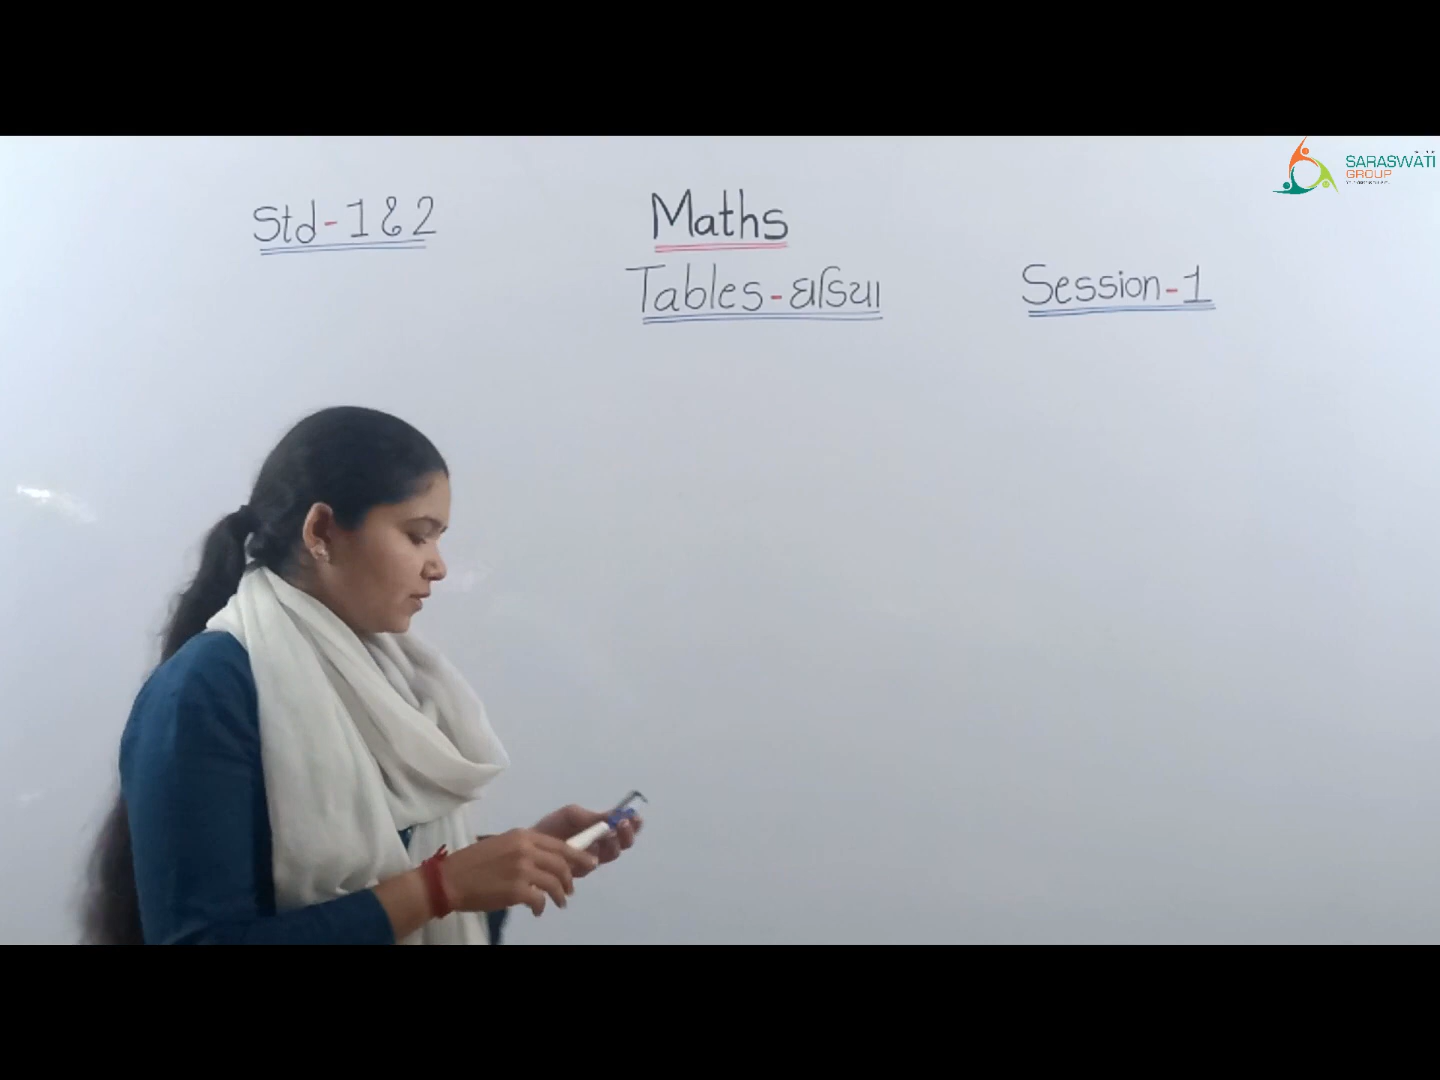 SARASWATI
GROUP
Std-1 & 2
Maths
Tables-ઘડિયા
Session-1